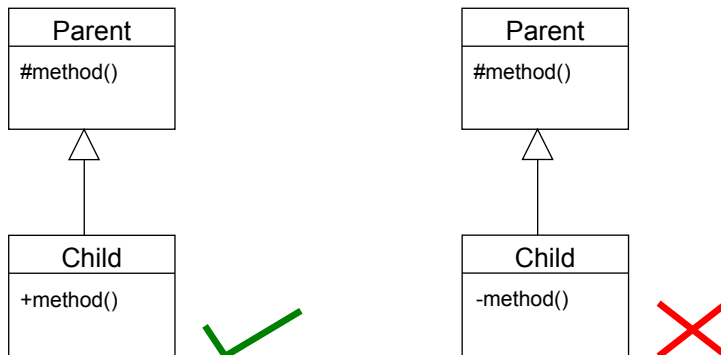 Parent
#method()
Child
+method()
Parent
#method()
Child
-method()